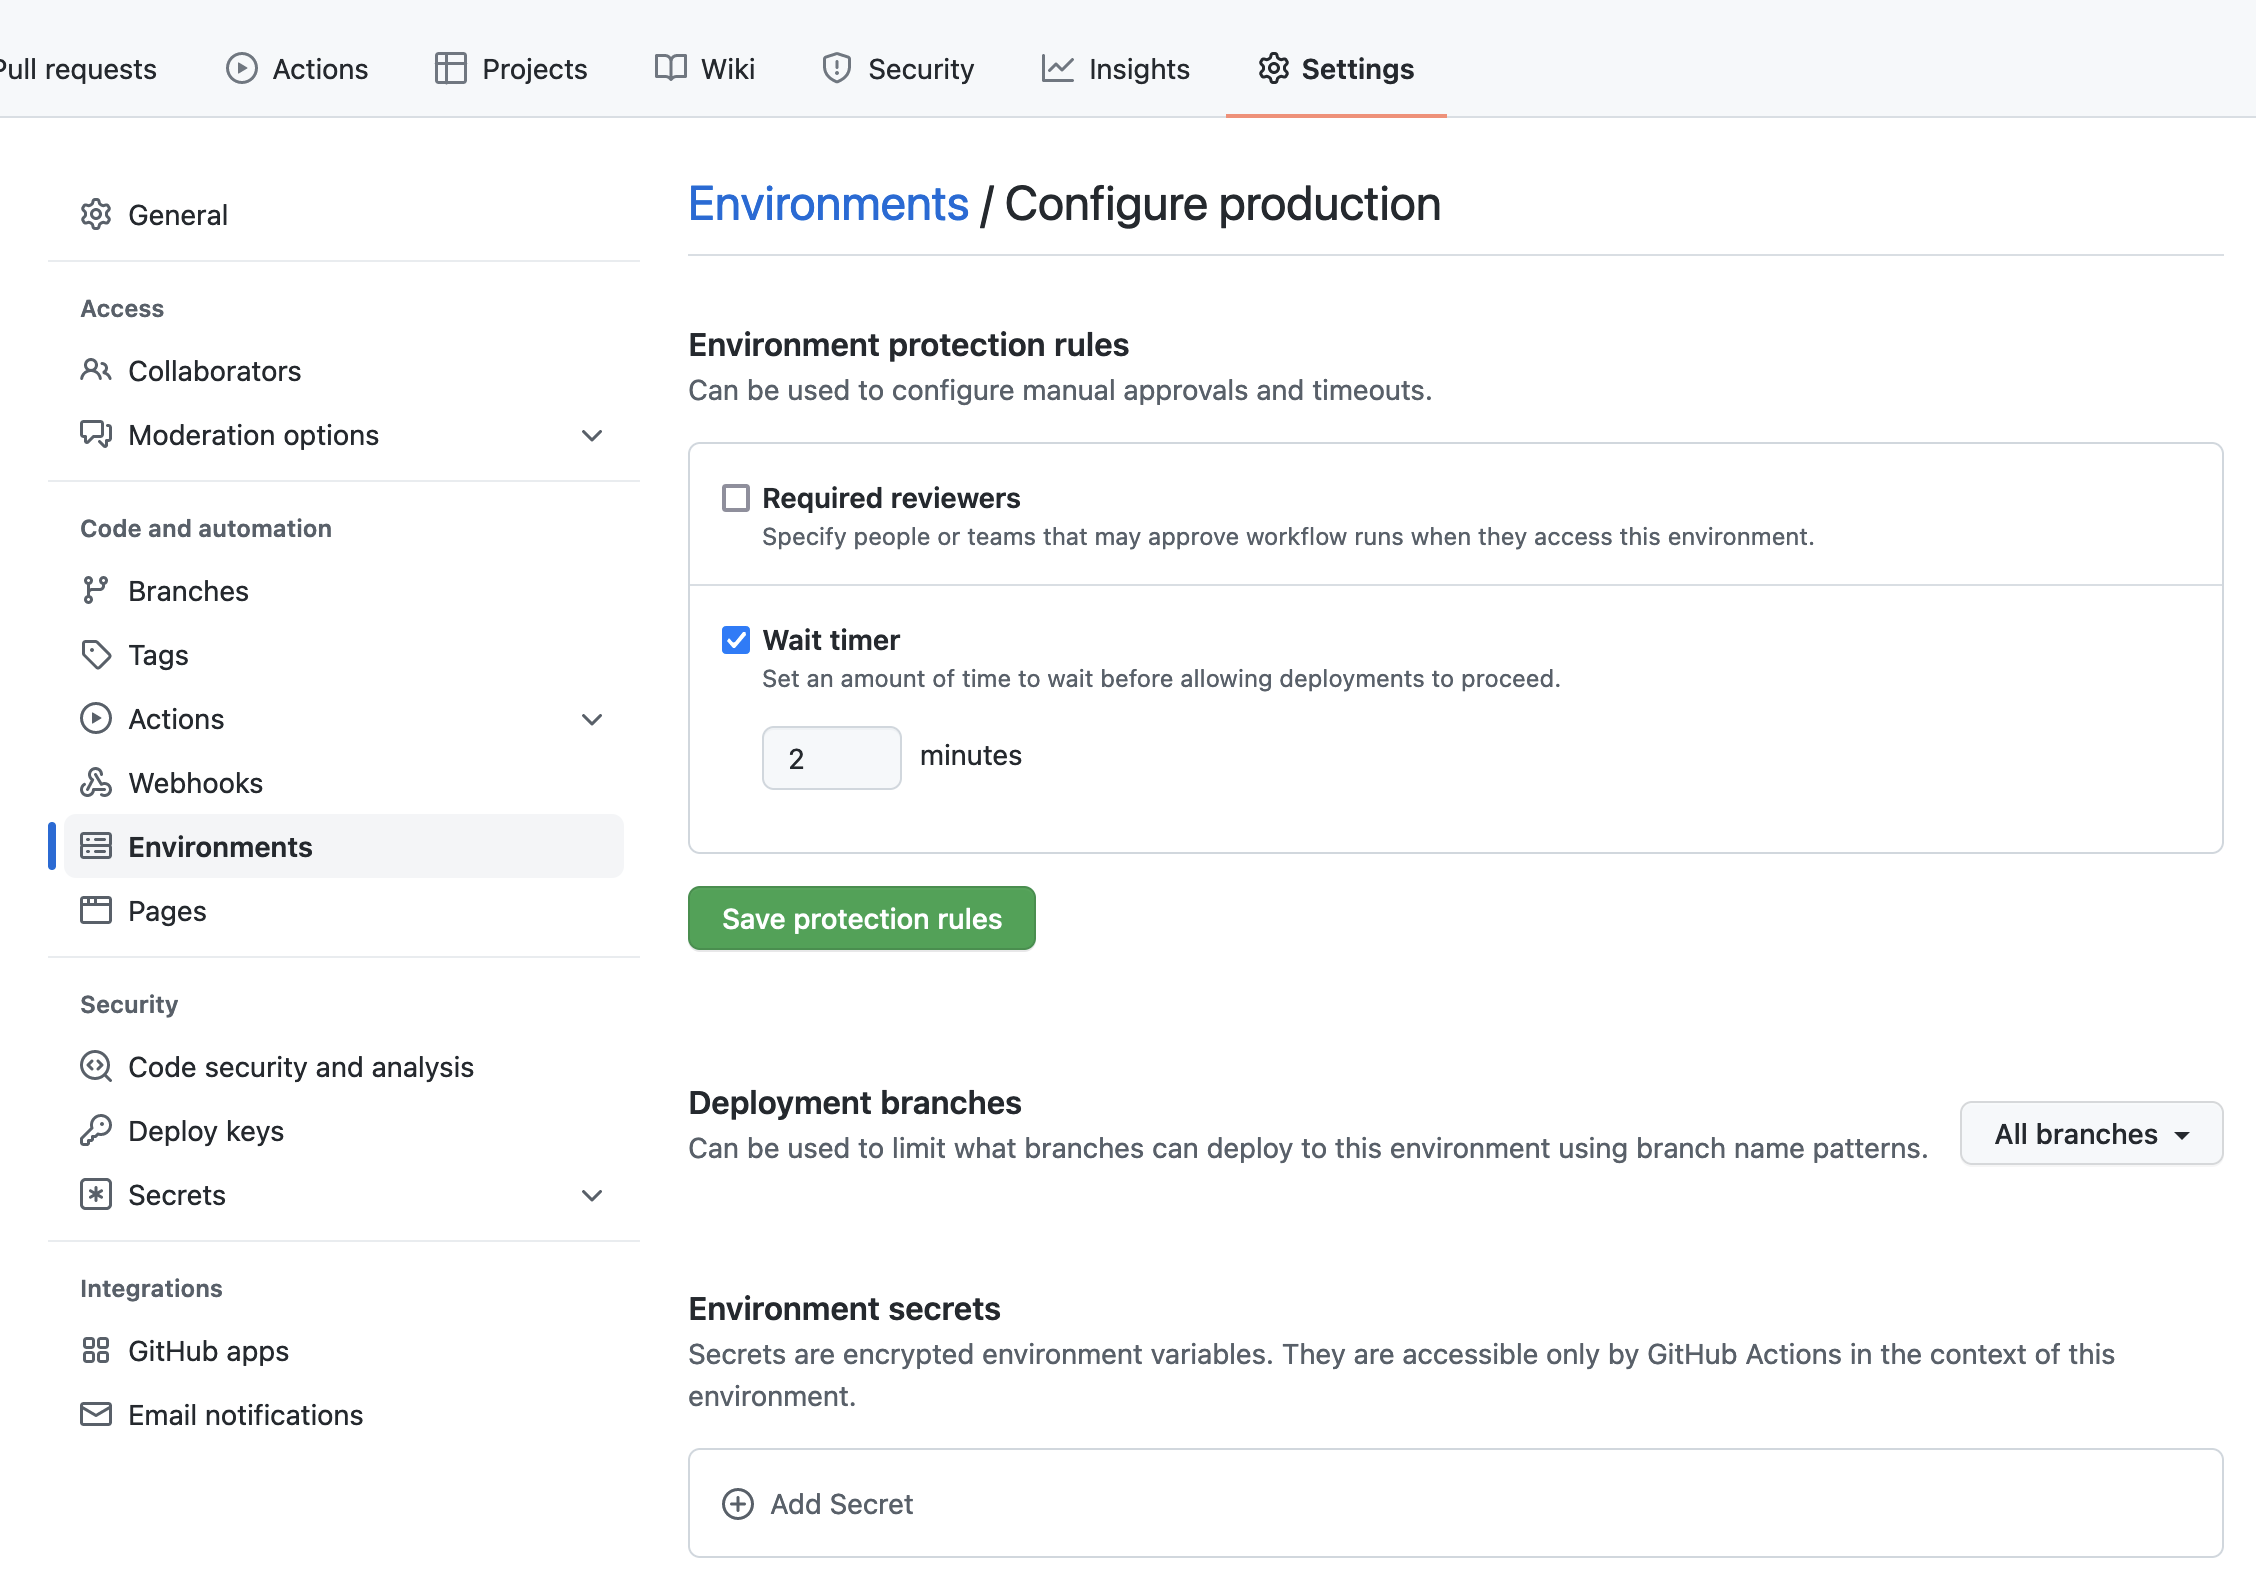 Pull requests
Actions
Projects
Wiki
Security
Insights
Settings
General
Access
Collaborators
Moderation options
Code and automation
Branches
Tags
Actions
Webhooks
Environments
Pages
Security
Code security and analysis
Deploy keys
Secrets
Integrations
GitHub apps
Email notifications
Environments / Configure production
Environment protection rules
Can be used to configure manual approvals and timeouts.
Required reviewers
Specify people or teams that may approve workflow runs when they access this environment.
Wait timer
Set an amount of time to wait before allowing deployments to proceed.
2 minutes
Save protection rules
Deployment branches
Can be used to limit what branches can deploy to this environment using branch name patterns.
All branches
Environment secrets
Secrets are encrypted environment variables. They are accessible only by GitHub Actions in the context of this
environment.
Add Secret